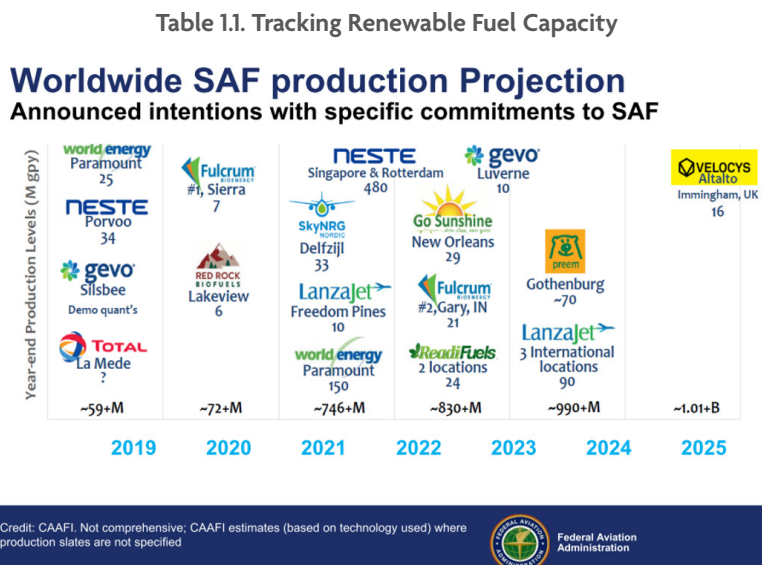 Table 1.1. Tracking Renewable Fuel Capacity
Worldwide SAF production Projection
Announced intentions with specific commitments to SAF
Year-end Production Levels (M gpy)
world energy
Paramount
25
NESTE
Porvoo
34
gevo
Silsbee
Demo quant's
TOTAL
La Mede
?
~59+M
Fulcrum
BIOENERGY
#1, Sierra
7
RED ROCK
BIOFUELS
Lakeview
6
~72+M
NESTE
Singapore & Rotterdam
480
SkyNRG
NORDIC
Delfzijl
33
LanzaJet
Freedom Pines
10
world energy
Paramount
150
~746+M
gevo
Luverne
10
Go Sunshine
New Orleans
29
Fulcrum
BIOENERGY
#2,Gary, IN
21
ReadiFuels
2 locations
24
~830+M
preem
Gothenburg
~70
LanzaJet
3 International
locations
90
~990+M
VELOCYS
Altalto
Immingham, UK
16
~1.01+B
2019
2020
2021
2022
2023
2024
2025
Credit: CAAFI. Not comprehensive; CAAFI estimates (based on technology used) where
production slates are not specified
FEDERAL AVIATION
ADMINISTRATION
Federal Aviation
Administration